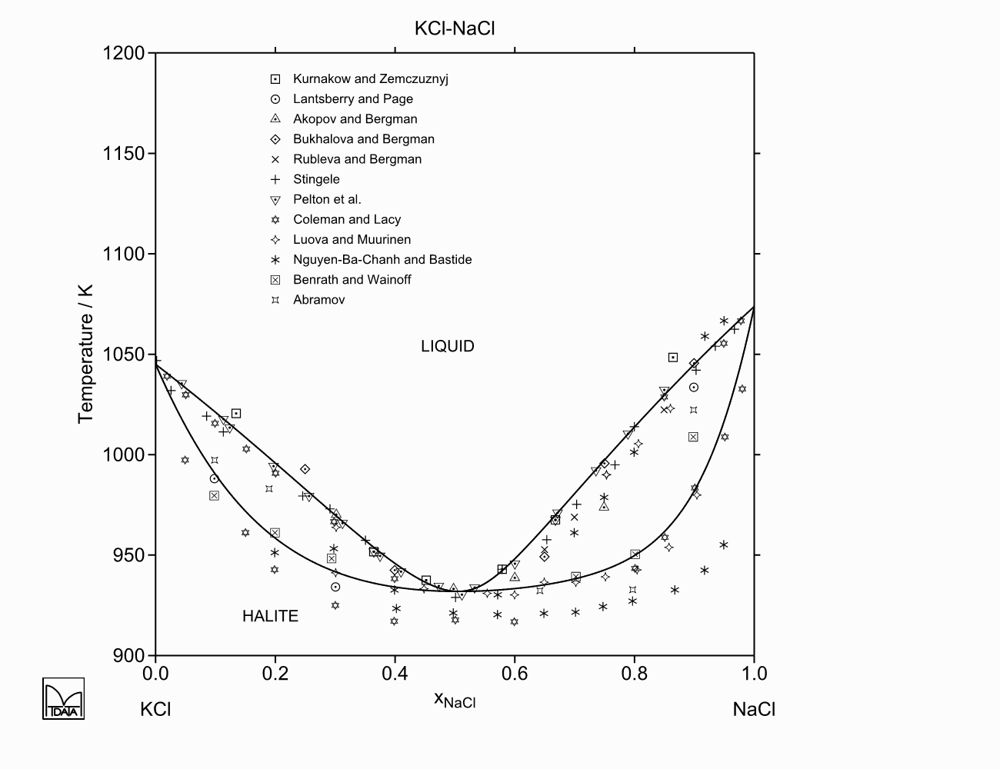 KCl-NaCl
1200
1150
1100
1050
1000
950
900
Temperature / K
Kurnakow and Zemczuznyj
Lantsberry and Page
Akopov and Bergman
Bukhalova and Bergman
Rubleva and Bergman
Stingele
Pelton et al.
Coleman and Lacy
Luova and Muurinen
Nguyen-Ba-Chanh and Bastide
Benrath and Wainoff
Abramov
LIQUID
HALITE
0.0 0.2 0.4 0.6 0.8 1.0
KCl xNaCl NaCl
TDATA